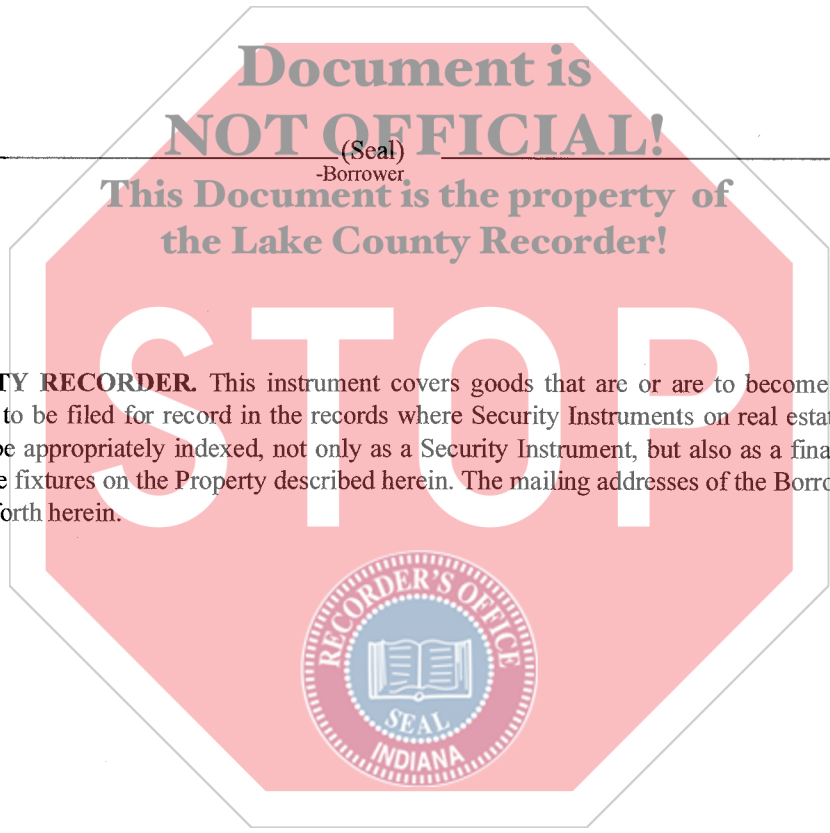 Document is
NOT OFFICIAL!
(Seal)
-Borrower
This Document is the property of
the Lake County Recorder!
STOP
TY RECORDER. This instrument covers goods that are or are to become
to be filed for record in the records where Security Instruments on real estat
be appropriately indexed, not only as a Security Instrument, but also as a fina
e fixtures on the Property described herein. The mailing addresses of the Borro
forth herein.
RECORDER'S OFFICE
SEAL
INDIANA